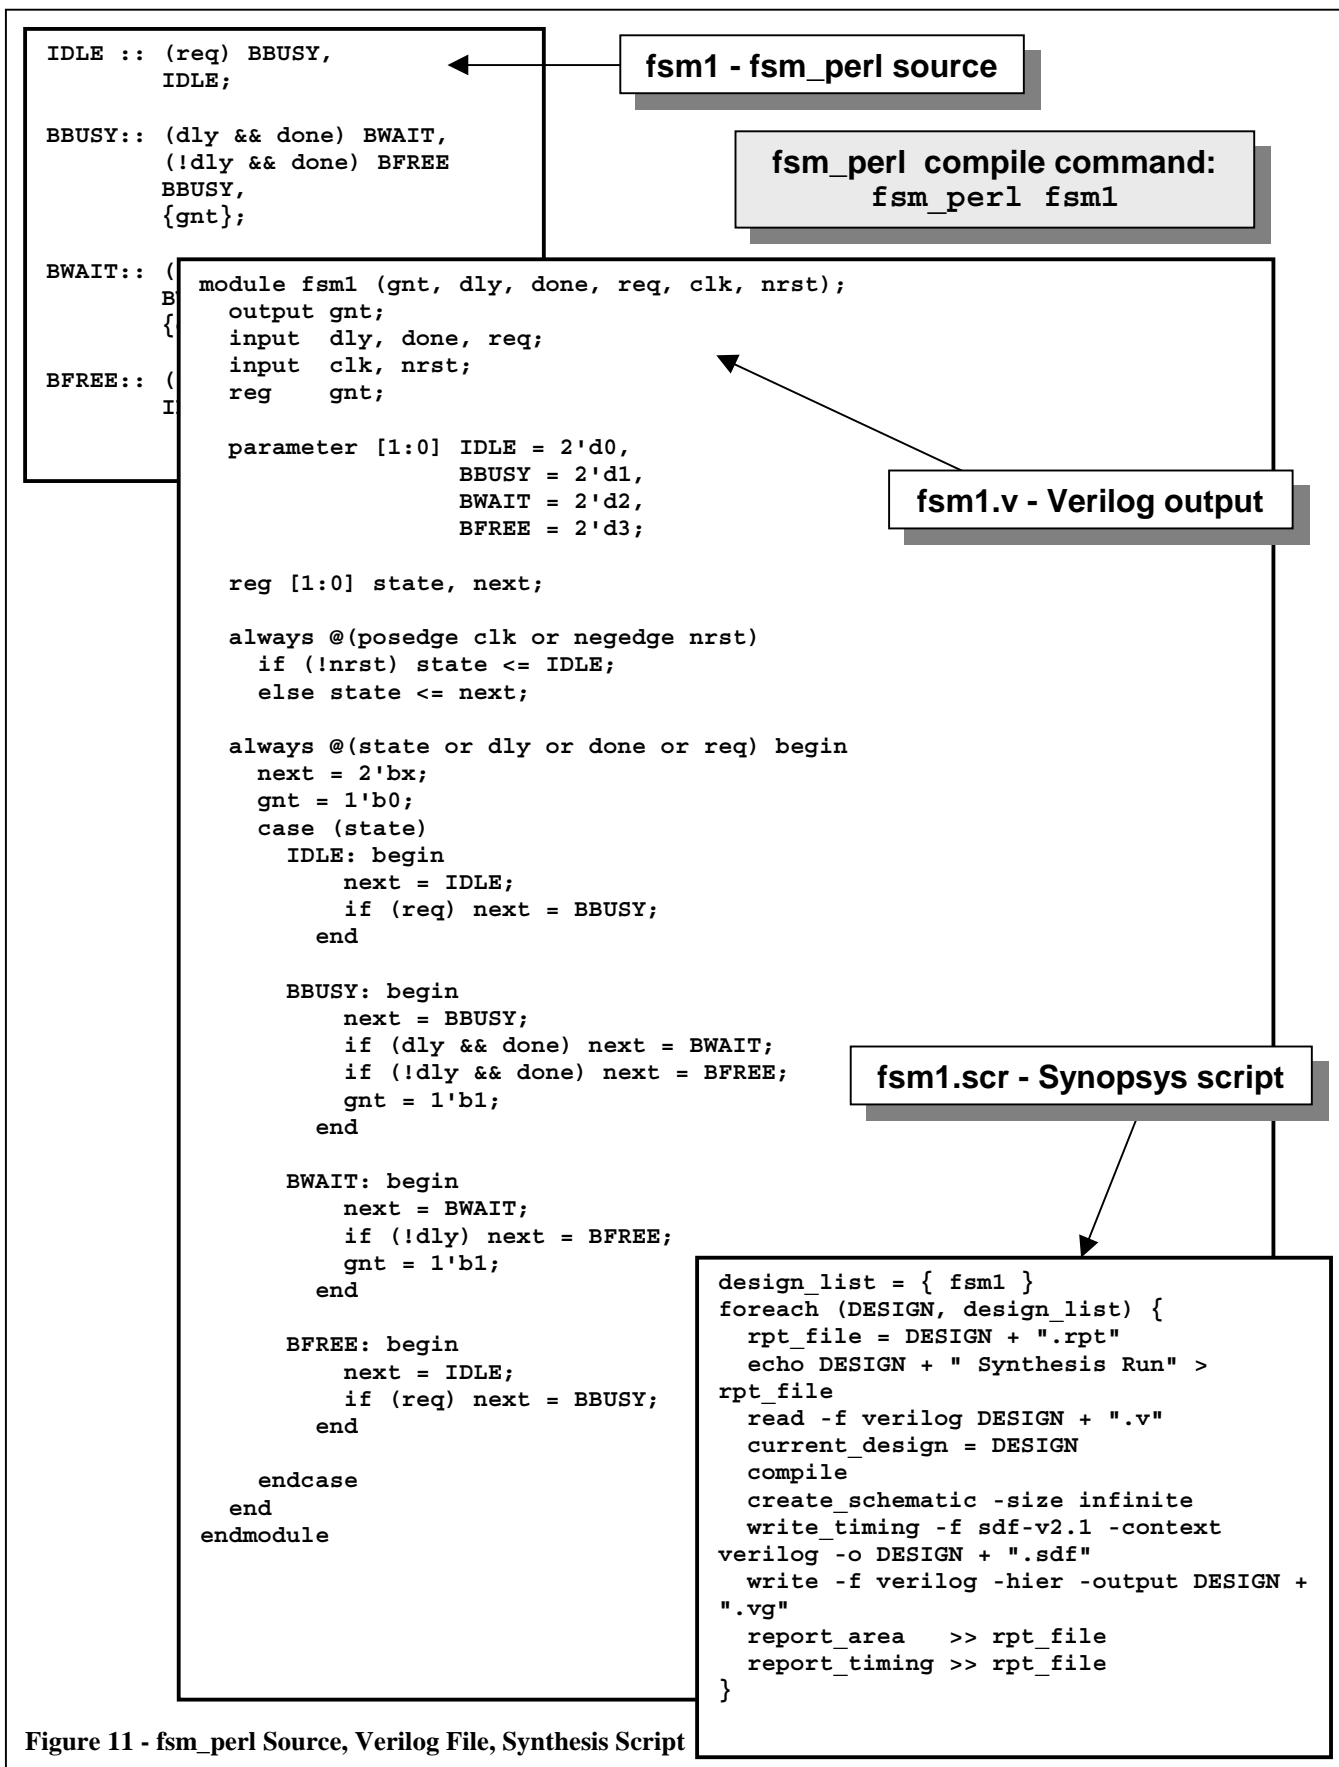 IDLE :: (req) BBUSY,
IDLE;
BBUSY:: (dly && done) BWAIT,
(!dly && done) BFREE
BBUSY,
{gnt};
BWAIT:: (
{
BFREE:: (
fsm1 - fsm_perl source
fsm_perl compile command:
fsm_perl fsm1
module fsm1 (gnt, dly, done, req, clk, nrst);
output gnt;
input dly, done, req;
input clk, nrst;
reg gnt;
parameter [1:0] IDLE = 2'd0,
BBUSY = 2'd1,
BWAIT = 2'd2,
BFREE = 2'd3;
reg [1:0] state, next;
always @(posedge clk or negedge nrst)
if (!nrst) state <= IDLE;
else state <= next;
always @(state or dly or done or req) begin
next = 2'bx;
gnt = 1'b0;
case (state)
IDLE: begin
next = IDLE;
if (req) next = BBUSY;
end
BBUSY: begin
next = BBUSY;
if (dly && done) next = BWAIT;
if (!dly && done) next = BFREE;
gnt = 1'b1;
end
BWAIT: begin
next = BWAIT;
if (!dly) next = BFREE;
gnt = 1'b1;
end
BFREE: begin
next = IDLE;
if (req) next = BBUSY;
end
endcase
end
endmodule
fsm1.v - Verilog output
fsm1.scr - Synopsys script
design_list = { fsm1 }
foreach (DESIGN, design_list) {
rpt_file = DESIGN + ".rpt"
echo DESIGN + " Synthesis Run" >
rpt_file
read -f verilog DESIGN + ".v"
current_design = DESIGN
compile
create_schematic -size infinite
write_timing -f sdf-v2.1 -context
verilog -o DESIGN + ".sdf"
write -f verilog -hier -output DESIGN +
".vg"
report_area >> rpt_file
report_timing >> rpt_file
}
Figure 11 - fsm_perl Source, Verilog File, Synthesis Script